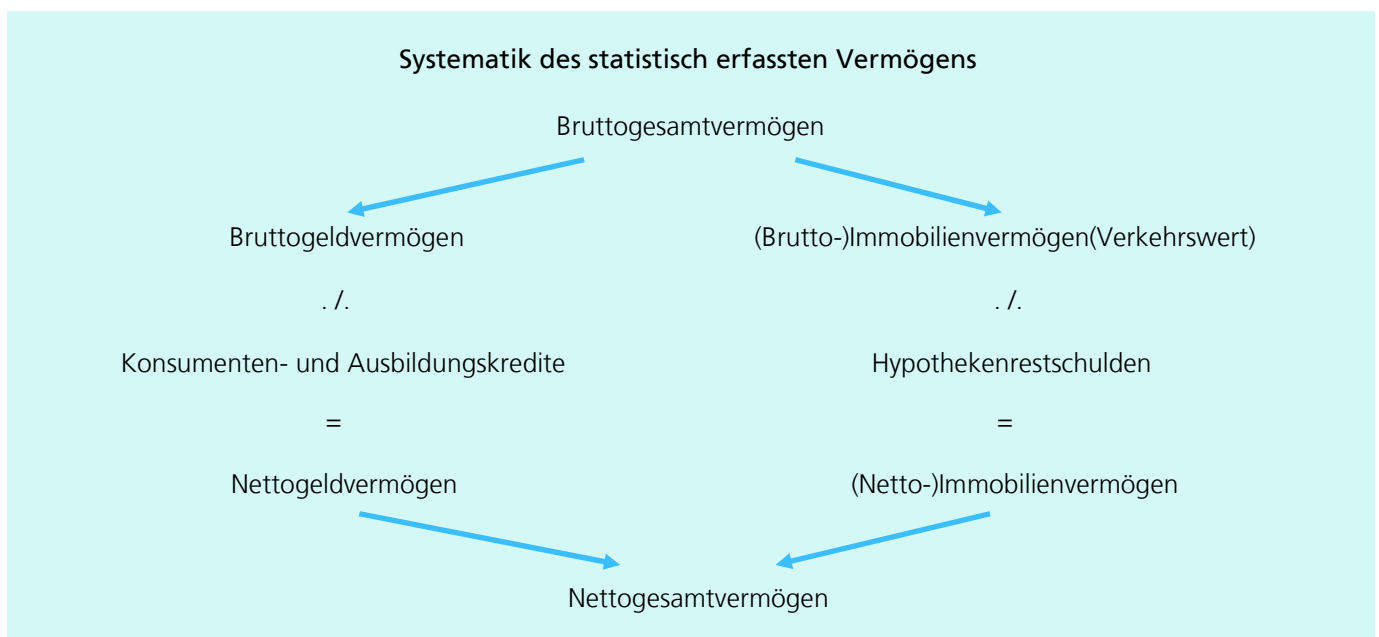 Systematik des statistisch erfassten Vermögens
Bruttogesamtvermögen
Bruttogeldvermögen (Brutto-)Immobilienvermögen(Verkehrswert)
. /. . /.
Konsumenten- und Ausbildungskredite Hypothekenrestschulden
= =
Nettogeldvermögen (Netto-)Immobilienvermögen
Nettogesamtvermögen